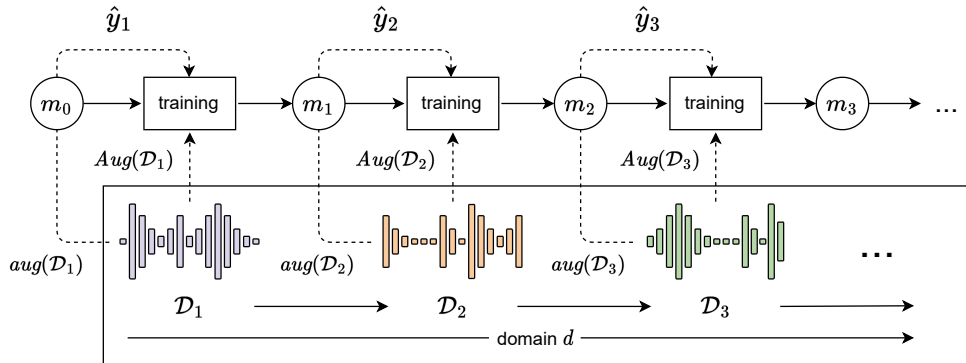 ŷ₁ ŷ₂ ŷ₃
m₀ training m₁ training m₂ training m₃ ...
Aug(𝒟₁) Aug(𝒟₂) Aug(𝒟₃)
aug(𝒟₁) aug(𝒟₂) aug(𝒟₃) ...
𝒟₁ 𝒟₂ 𝒟₃
domain d